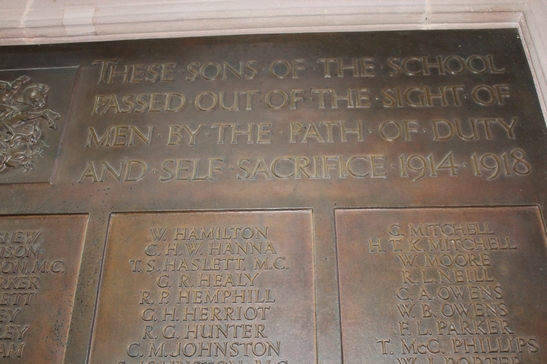 THESE SONS OF THE SCHOOL
PASSED OUT OF THE SIGHT OF
MEN BY THE PATH OF DUTY
AND SELF SACRIFICE 1914-1918
M.C.
W. HAMILTON
C. H. W. HANNA
T. S. HASLETT. M.C.
G. R. HEALY
R. P. HEMPHILL
G. H. HERRIOT
R. G. HUNTER
C. M. JOHNSTON
G. MITCHELL
H. T. K. MITCHELL
W. MOORE
R. L. NEILL
C. A. OWENS
W. B. OWENS
F. L. PARKER
T. MCG. PHILLIPS